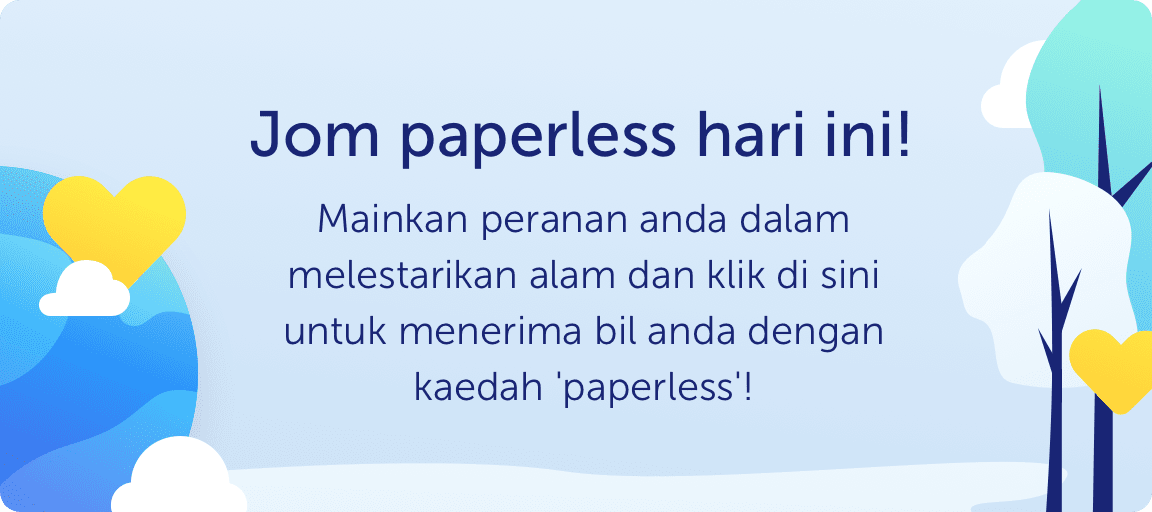 Jom paperless hari ini!
Mainkan peranan anda dalam
melestarikan alam dan klik di sini
untuk menerima bil anda dengan
kaedah 'paperless'!